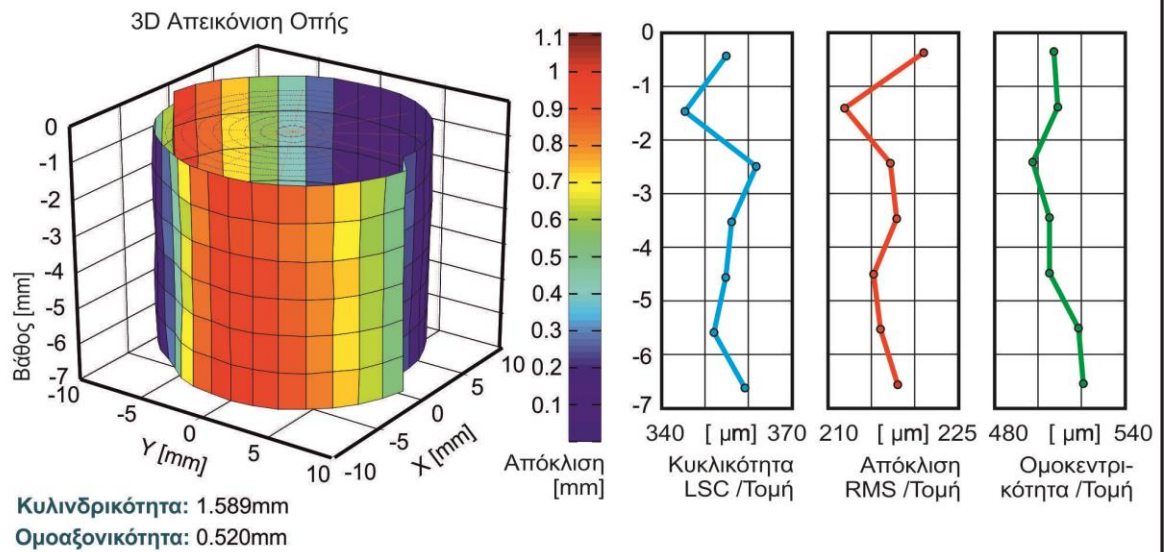 3D Απεικόνιση Οπής
0
-1
-2
-3
-4
-5
-6
-7
Βάθος [mm]
-10
-5
0
5
10
Y [mm]
-10
-5
0
5
10
X [mm]
1.1
1
0.9
0.8
0.7
0.6
0.5
0.4
0.3
0.2
0.1
Απόκλιση
[mm]
0
-1
-2
-3
-4
-5
-6
-7
340 [ μm] 370
Κυκλικότητα
LSC /Τομή
210 [ μm] 225
Απόκλιση
RMS /Τομή
480 [ μm] 540
Ομοκεντρι-
κότητα /Τομή
Κυλινδρικότητα: 1.589mm
Ομοαξονικότητα: 0.520mm